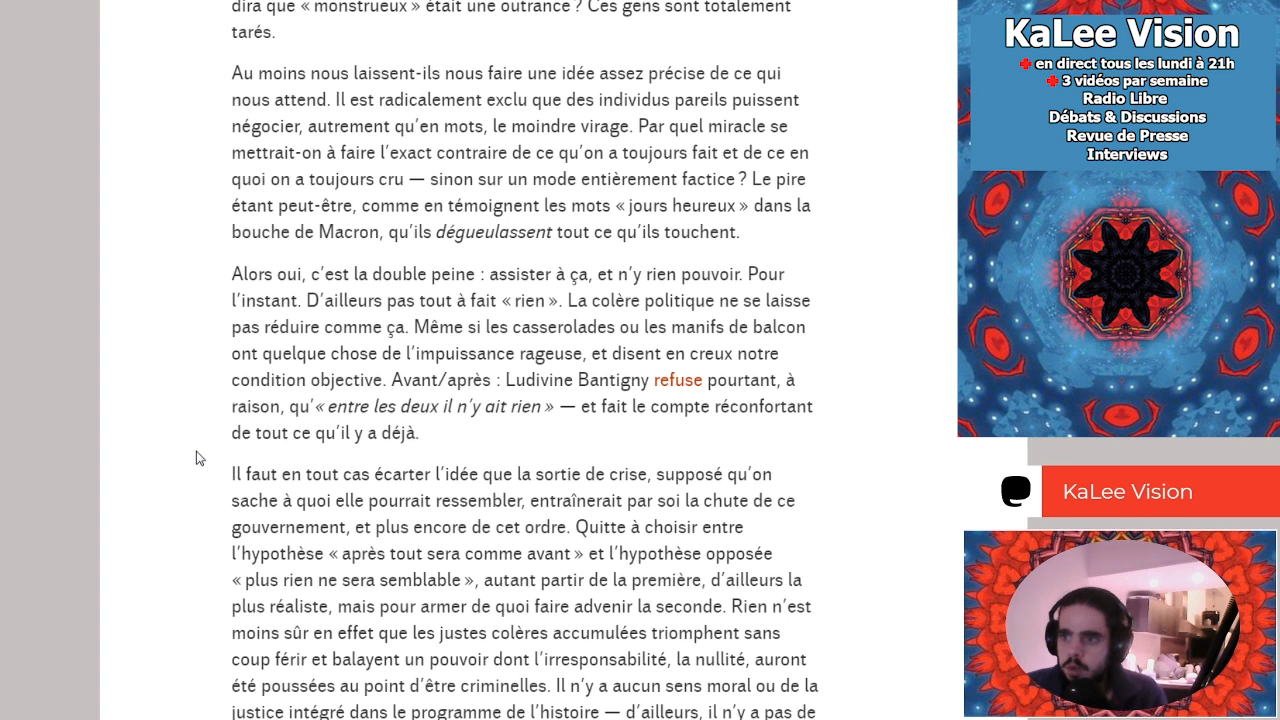 dira que « monstrueux » était une outrance ? Ces gens sont totalement
tarés.
Au moins nous laissent-ils nous faire une idée assez précise de ce qui
nous attend. Il est radicalement exclu que des individus pareils puissent
négocier, autrement qu’en mots, le moindre virage. Par quel miracle se
mettrait-on à faire l’exact contraire de ce qu’on a toujours fait et de ce en
quoi on a toujours cru — sinon sur un mode entièrement factice ? Le pire
étant peut-être, comme en témoignent les mots « jours heureux » dans la
bouche de Macron, qu’ils dégueulassent tout ce qu’ils touchent.
Alors oui, c’est la double peine : assister à ça, et n’y rien pouvoir. Pour
l’instant. D’ailleurs pas tout à fait « rien ». La colère politique ne se laisse
pas réduire comme ça. Même si les casserolades ou les manifs de balcon
ont quelque chose de l’impuissance rageuse, et disent en creux notre
condition objective. Avant/après : Ludivine Bantigny refuse pourtant, à
raison, qu’« entre les deux il n’y ait rien » — et fait le compte réconfortant
de tout ce qu’il y a déjà.
Il faut en tout cas écarter l’idée que la sortie de crise, supposé qu’on
sache à quoi elle pourrait ressembler, entraînerait par soi la chute de ce
gouvernement, et plus encore de cet ordre. Quitte à choisir entre
l’hypothèse « après tout sera comme avant » et l’hypothèse opposée
« plus rien ne sera semblable », autant partir de la première, d’ailleurs la
plus réaliste, mais pour armer de quoi faire advenir la seconde. Rien n’est
moins sûr en effet que les justes colères accumulées triomphent sans
coup férir et balayent un pouvoir dont l’irresponsabilité, la nullité, auront
été poussées au point d’être criminelles. Il n’y a aucun sens moral ou de la
justice intégré dans le programme de l’histoire — d’ailleurs, il n’y a pas de
KaLee Vision
en direct tous les lundi à 21h
3 vidéos par semaine
Radio Libre
Débats & Discussions
Revue de Presse
Interviews
KaLee Vision